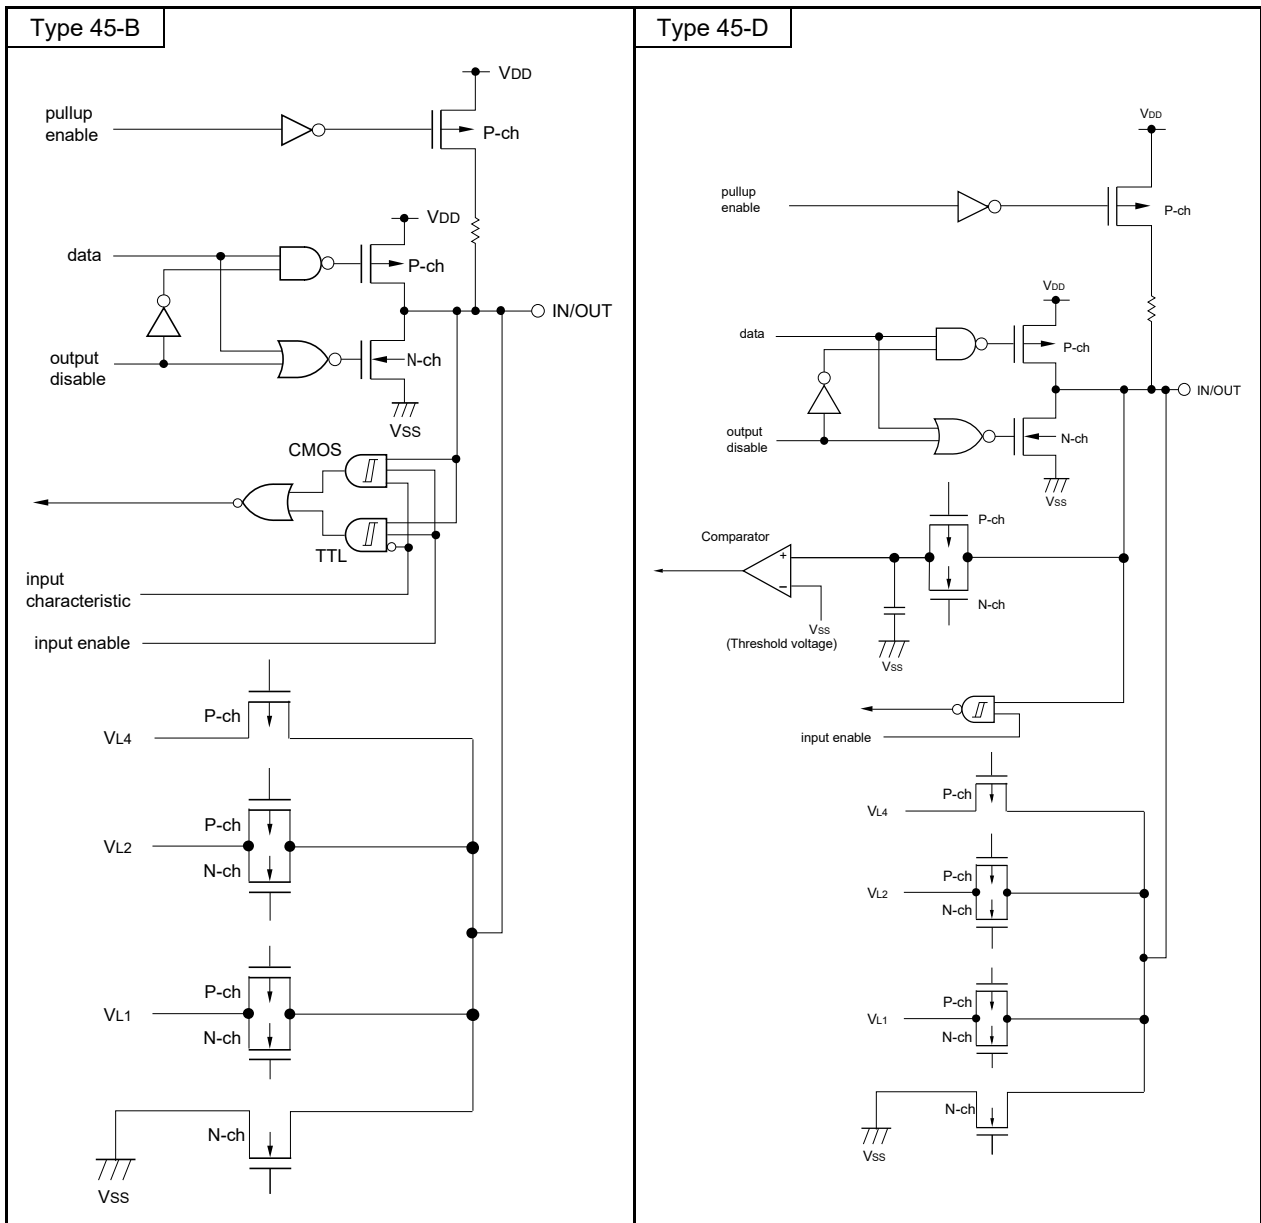 Type 45-B
VDD
pullup
enable
P-ch
VDD
data
P-ch
IN/OUT
output
disable
N-ch
VSS
CMOS
TTL
input
characteristic
input enable
P-ch
VL4
P-ch
VL2
N-ch
P-ch
VL1
N-ch
N-ch
VSS
Type 45-D
VDD
pullup
enable
P-ch
VDD
data
P-ch
IN/OUT
output
disable
N-ch
VSS
P-ch
Comparator
+
−
N-ch
VSS
(Threshold voltage)
VSS
input enable
P-ch
VL4
P-ch
VL2
N-ch
P-ch
VL1
N-ch
N-ch
VSS